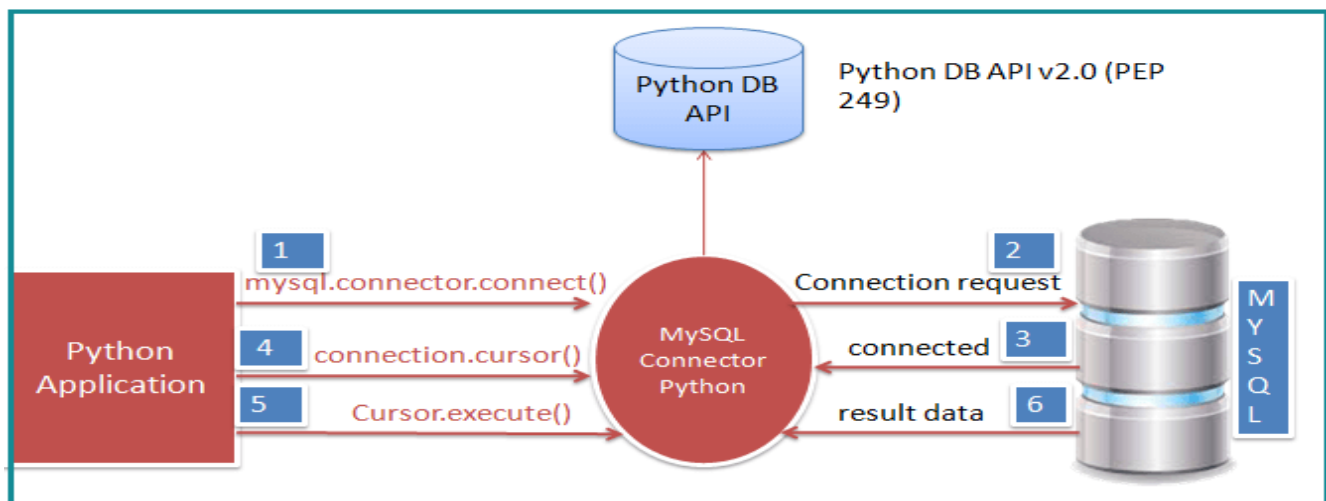 Python DB
API
Python DB API v2.0 (PEP
249)
1
mysql.connector.connect()
2
Connection request
Python
Application
4
connection.cursor()
MySQL
Connector
Python
connected
3
5
Cursor.execute()
result data
6
M
Y
S
Q
L